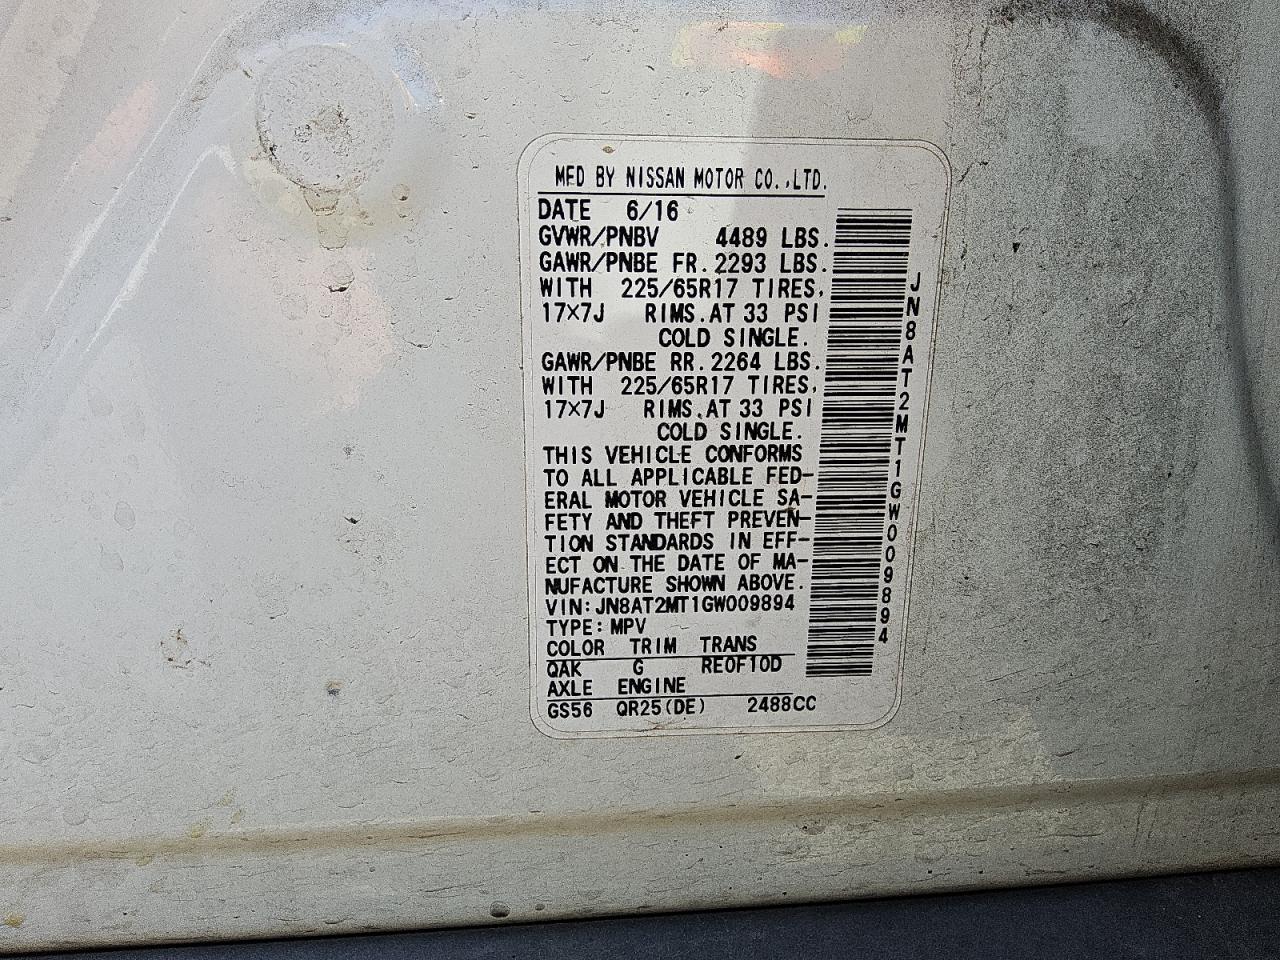 MFD BY NISSAN MOTOR CO.,LTD.
DATE 6/16
GVWR/PNBV 4489 LBS.
GAWR/PNBE FR. 2293 LBS.
WITH 225/65R17 TIRES,
17×7J RIMS.AT 33 PSI
COLD SINGLE.
GAWR/PNBE RR. 2264 LBS.
WITH 225/65R17 TIRES,
17×7J RIMS.AT 33 PSI
COLD SINGLE.
THIS VEHICLE CONFORMS
TO ALL APPLICABLE FED-
ERAL MOTOR VEHICLE SA-
FETY AND THEFT PREVEN-
TION STANDARDS IN EFF-
ECT ON THE DATE OF MA-
NUFACTURE SHOWN ABOVE.
VIN: JN8AT2MT1GW009894
TYPE: MPV
COLOR TRIM TRANS
QAK G RE0F10D
AXLE ENGINE
GS56 QR25(DE) 2488CC
JN8AT2MT1GW009894